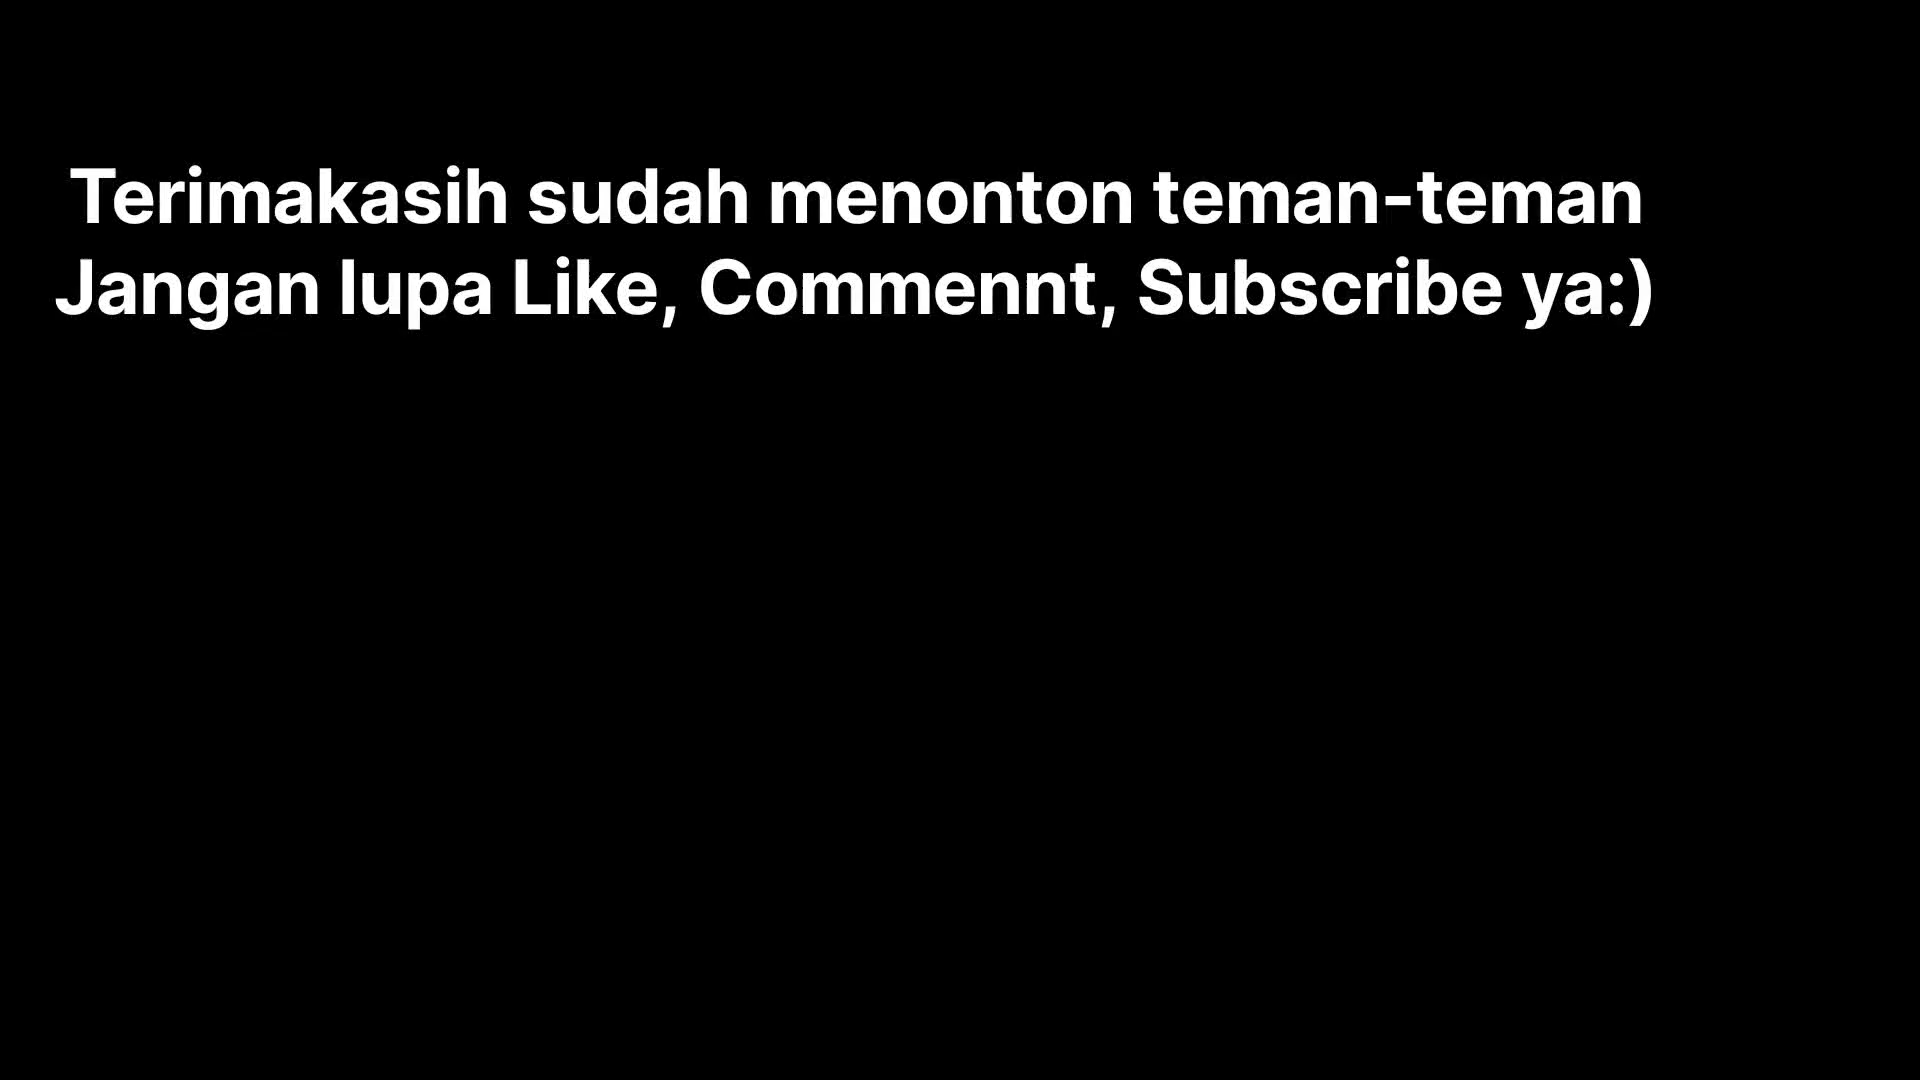 Terimakasih sudah menonton teman-teman
Jangan lupa Like, Commennt, Subscribe ya:)